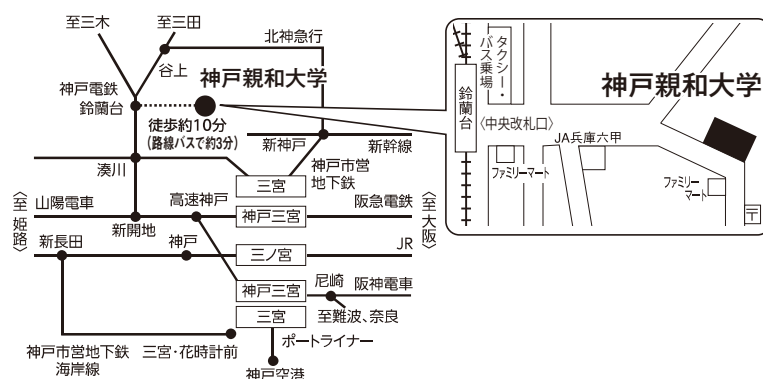 至三木
至三田
北神急行
谷上
神戸電鉄
鈴蘭台
神戸親和大学
徒歩約10分
(路線バスで約3分)
新神戸
新幹線
湊川
神戸市営
地下鉄
三宮
〈至 姫路〉
山陽電車
高速神戸
神戸三宮
阪急電鉄
〈至 大阪〉
新開地
新長田
神戸
三ノ宮
JR
尼崎
神戸三宮
阪神電車
至難波、奈良
三宮
ポートライナー
神戸市営地下鉄
海岸線
三宮・花時計前
神戸空港
タクシー・
バス乗場
鈴蘭台
〈中央改札口〉
神戸親和大学
JA兵庫六甲
ファミリーマート
ファミリー
マート
〒